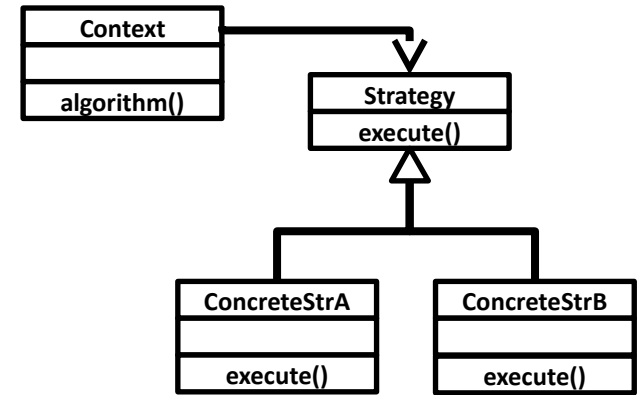 Context
algorithm()
Strategy
execute()
ConcreteStrA
execute()
ConcreteStrB
execute()